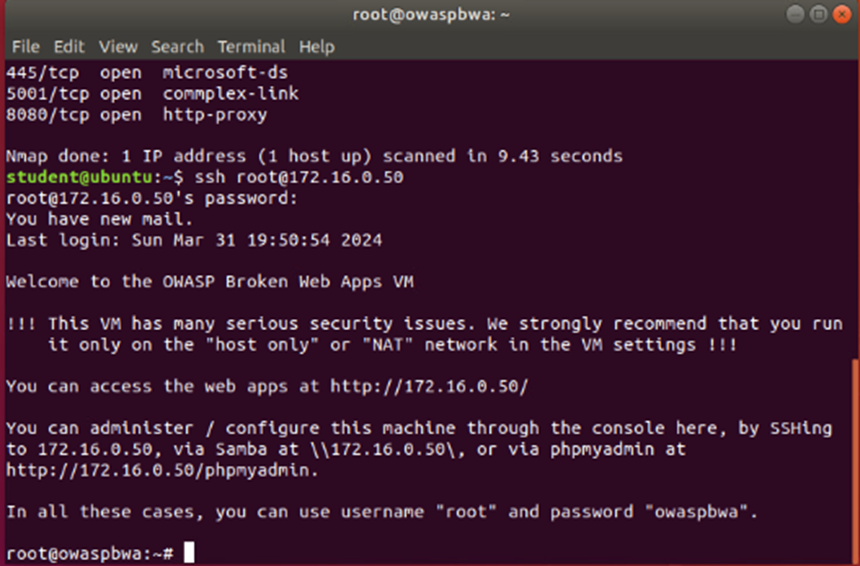 root@owaspbwa: ~
File Edit View Search Terminal Help
445/tcp open microsoft-ds
5001/tcp open commplex-link
8080/tcp open http-proxy
Nmap done: 1 IP address (1 host up) scanned in 9.43 seconds
student@ubuntu:~$ ssh root@172.16.0.50
root@172.16.0.50's password:
You have new mail.
Last login: Sun Mar 31 19:50:54 2024
Welcome to the OWASP Broken Web Apps VM
!!! This VM has many serious security issues. We strongly recommend that you run
it only on the "host only" or "NAT" network in the VM settings !!!
You can access the web apps at http://172.16.0.50/
You can administer / configure this machine through the console here, by SSHing
to 172.16.0.50, via Samba at \\172.16.0.50\, or via phpmyadmin at
http://172.16.0.50/phpmyadmin.
In all these cases, you can use username "root" and password "owaspbwa".
root@owaspbwa:~#